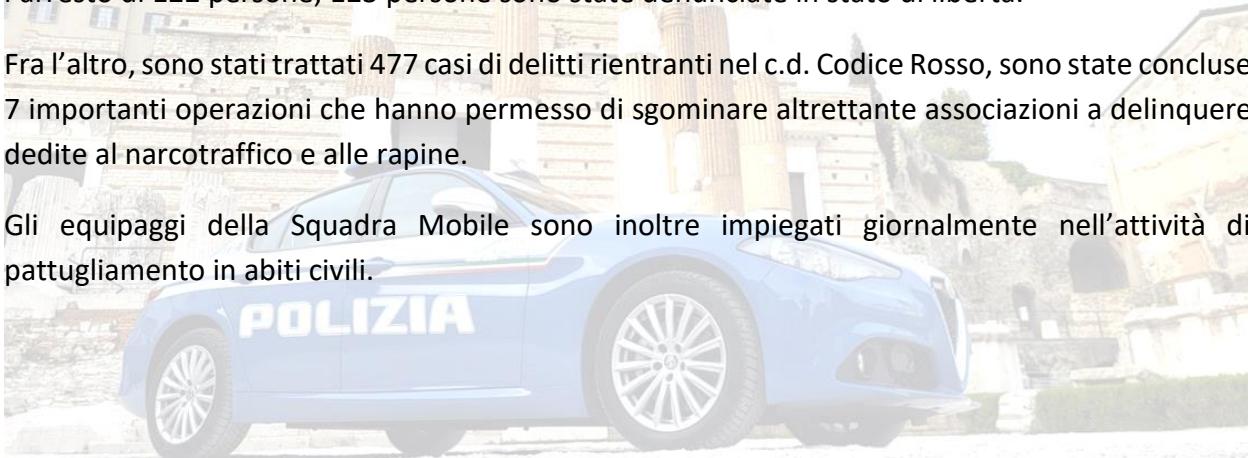 l'arresto di persone, persone sono state denunciate in stato di libertà.
Fra l'altro, sono stati trattati 477 casi di delitti rientranti nel c.d. Codice Rosso, sono state concluse
7 importanti operazioni che hanno permesso di sgominare altrettante associazioni a delinquere
dedite al narcotraffico e alle rapine.
Gli equipaggi della Squadra Mobile sono inoltre impiegati giornalmente nell'attività di
pattugliamento in abiti civili.
POLIZIA